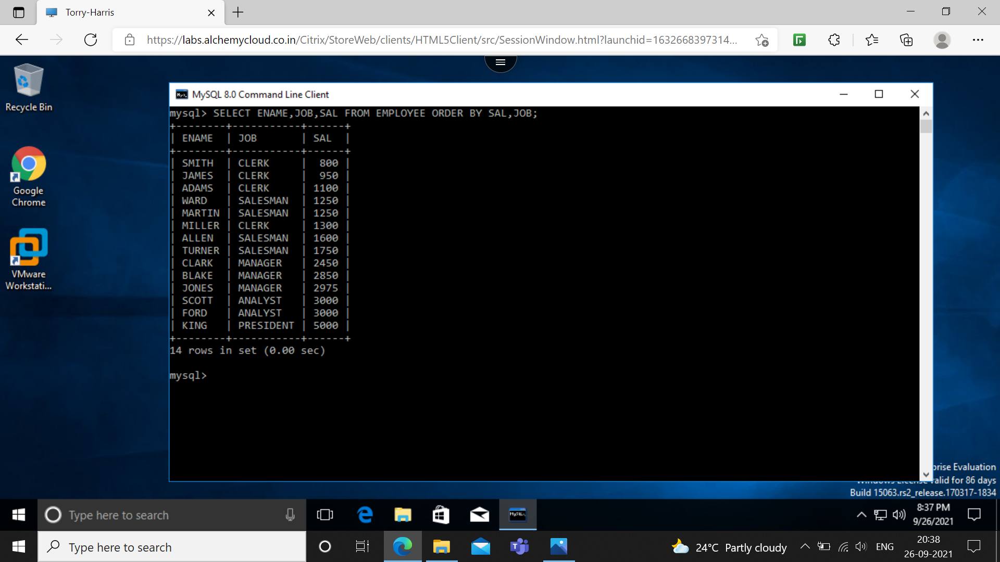 Torry-Harris
https://labs.alchemycloud.co.in/Citrix/StoreWeb/clients/HTML5Client/src/SessionWindow.html?launchid=1632668397314...
Recycle Bin
Google
Chrome
VMware
Workstati...
MySQL 8.0 Command Line Client
mysql> SELECT ENAME,JOB,SAL FROM EMPLOYEE ORDER BY SAL,JOB;
+--------+-----------+------+
| ENAME | JOB | SAL |
+--------+-----------+------+
| SMITH | CLERK | 800 |
| JAMES | CLERK | 950 |
| ADAMS | CLERK | 1100 |
| WARD | SALESMAN | 1250 |
| MARTIN | SALESMAN | 1250 |
| MILLER | CLERK | 1300 |
| ALLEN | SALESMAN | 1600 |
| TURNER | SALESMAN | 1750 |
| CLARK | MANAGER | 2450 |
| BLAKE | MANAGER | 2850 |
| JONES | MANAGER | 2975 |
| SCOTT | ANALYST | 3000 |
| FORD | ANALYST | 3000 |
| KING | PRESIDENT | 5000 |
+--------+-----------+------+
14 rows in set (0.00 sec)
mysql>
prise Evaluation
Windows License valid for 86 days
Build 15063.rs2_release.170317-1834
Type here to search
8:37 PM
9/26/2021
Type here to search
24°C Partly cloudy
ENG
20:38
26-09-2021